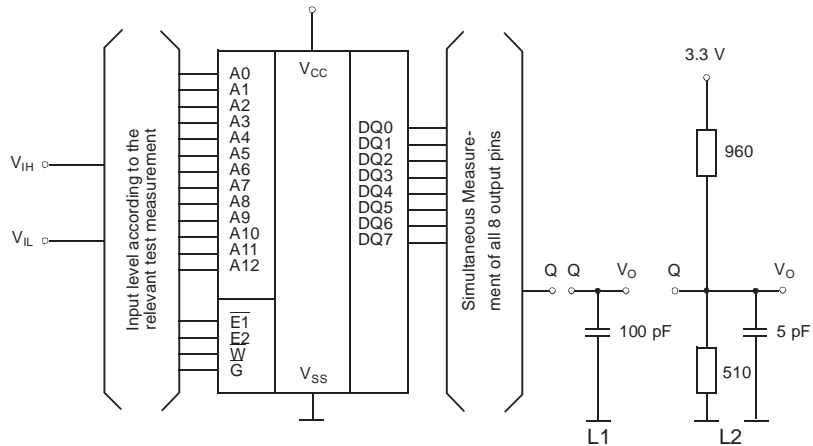 V_IH
V_IL
Input level according to the
relevant test measurement
V_CC
A0
A1
A2
A3
A4
A5
A6
A7
A8
A9
A10
A11
A12
E1
E2
W
G
V_SS
DQ0
DQ1
DQ2
DQ3
DQ4
DQ5
DQ6
DQ7
Simultaneous Measure-
ment of all 8 output pins
Q
Q
V_O
100 pF
L1
3.3 V
960
Q
V_O
5 pF
510
L2